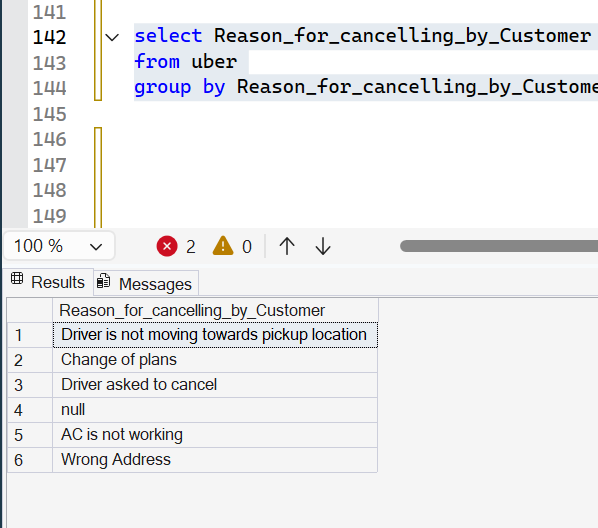 141
142 select Reason_for_cancelling_by_Customer
143 from uber
144 group by Reason_for_cancelling_by_Custome
145
146
147
148
149
100 % 2 0
Results Messages
Reason_for_cancelling_by_Customer
1 Driver is not moving towards pickup location
2 Change of plans
3 Driver asked to cancel
4 null
5 AC is not working
6 Wrong Address